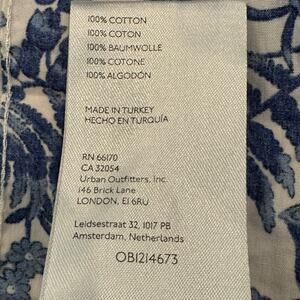 100% COTTON
100% COTON
100% BAUMWOLLE
100% COTONE
100% ALGODÓN
MADE IN TURKEY
HECHO EN TURQUÍA
RN 66170
CA 32054
Urban Outfitters, Inc.
146 Brick Lane
LONDON, E1 6RU
Leidsestraat 32, 1017 PB
Amsterdam, Netherlands
OB1214673